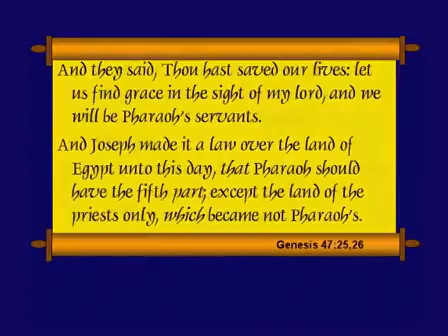 And they said, Thou hast saved our lives: let
us find grace in the sight of my lord, and we
will be Pharaoh's servants.
And Joseph made it a law over the land of
Egypt unto this day, that Pharaoh should
have the fifth part; except the land of the
priests only, which became not Pharaoh's.
Genesis 47:25,26